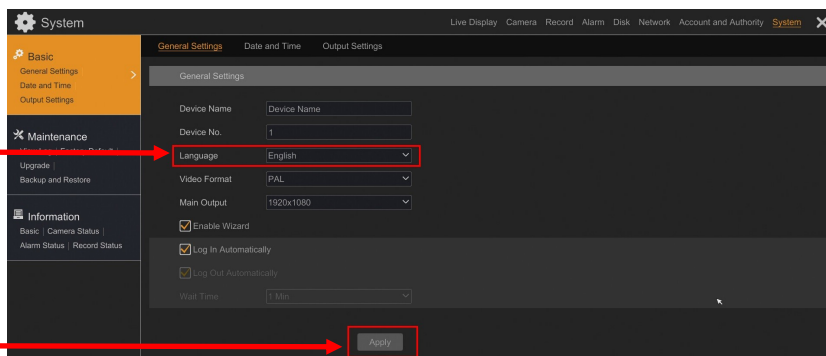 System
Live Display Camera Record Alarm Disk Network Account and Authority System
Basic
General Settings
Date and Time
Output Settings
Maintenance
Upgrade |
Backup and Restore
Information
Basic | Camera Status |
Alarm Status | Record Status
General Settings Date and Time Output Settings
General Settings
Device Name Device Name
Device No. 1
Language English
Video Format PAL
Main Output 1920x1080
Enable Wizard
Log In Automatically
Log Out Automatically
Wait Time 1 Min
Apply